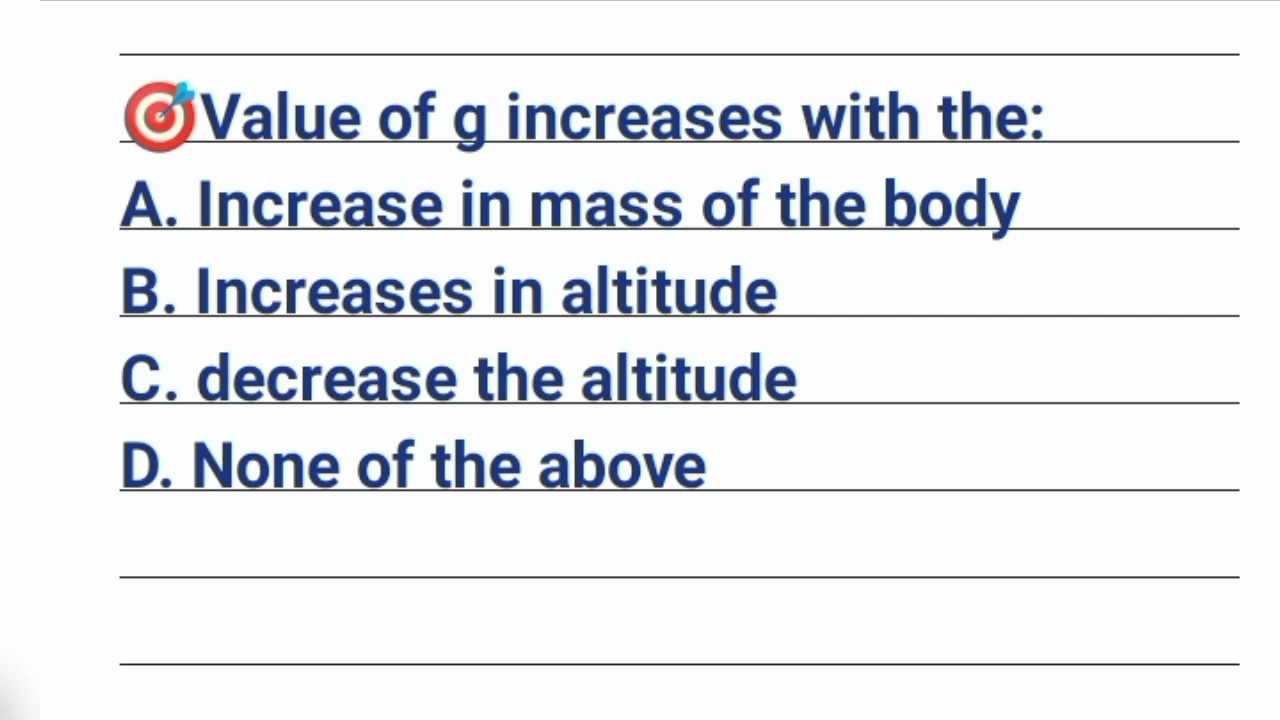 🎯Value of g increases with the:
A. Increase in mass of the body
B. Increases in altitude
C. decrease the altitude
D. None of the above